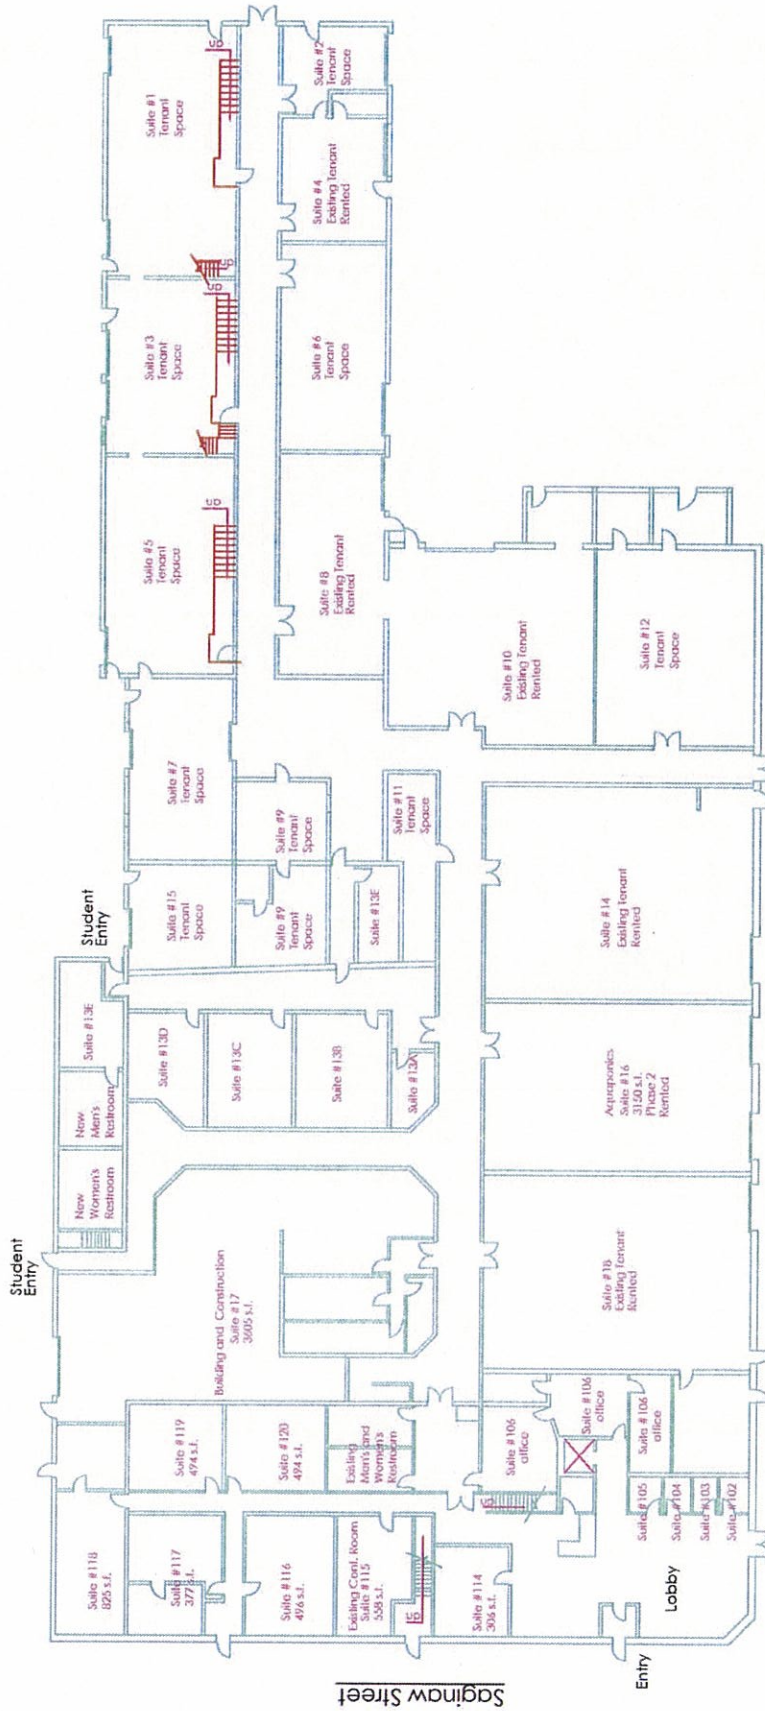 Suite #1
Tenant
Space
Suite #2
Tenant
Space
Suite #4
Existing Tenant
Rented
Suite #3
Tenant
Space
Suite #6
Tenant
Space
Suite #5
Tenant
Space
Suite #8
Existing Tenant
Rented
Suite #10
Existing Tenant
Rented
Suite #12
Tenant
Space
Suite #7
Tenant
Space
Suite #9
Tenant
Space
Suite #11
Tenant
Space
Student
Entry
Suite #15
Tenant
Space
Suite #9
Tenant
Space
Suite #13E
Suite #14
Existing Tenant
Rented
Suite #13E
Suite #13D
Suite #13C
Suite #13B
Suite #13A
New
Men's
Restroom
New
Women's
Restroom
Aquaponics
Suite #16
3150 s.f.
Phase 2
Rented
Student
Entry
Building and Construction
Suite #17
3605 s.f.
Suite #18
Existing Tenant
Rented
Suite #119
494 s.f.
Suite #120
494 s.f.
Existing
Men's and
Women's
Restroom
Suite #106
office
Suite #106
office
Suite #106
office
Suite #105
Suite #104
Suite #103
Suite #102
Suite #118
825 s.f.
Suite #117
377 s.f.
Suite #116
496 s.f.
Existing Conf. Room
Suite #115
558 s.f.
Suite #114
306 s.f.
Lobby
Entry
Saginaw Street